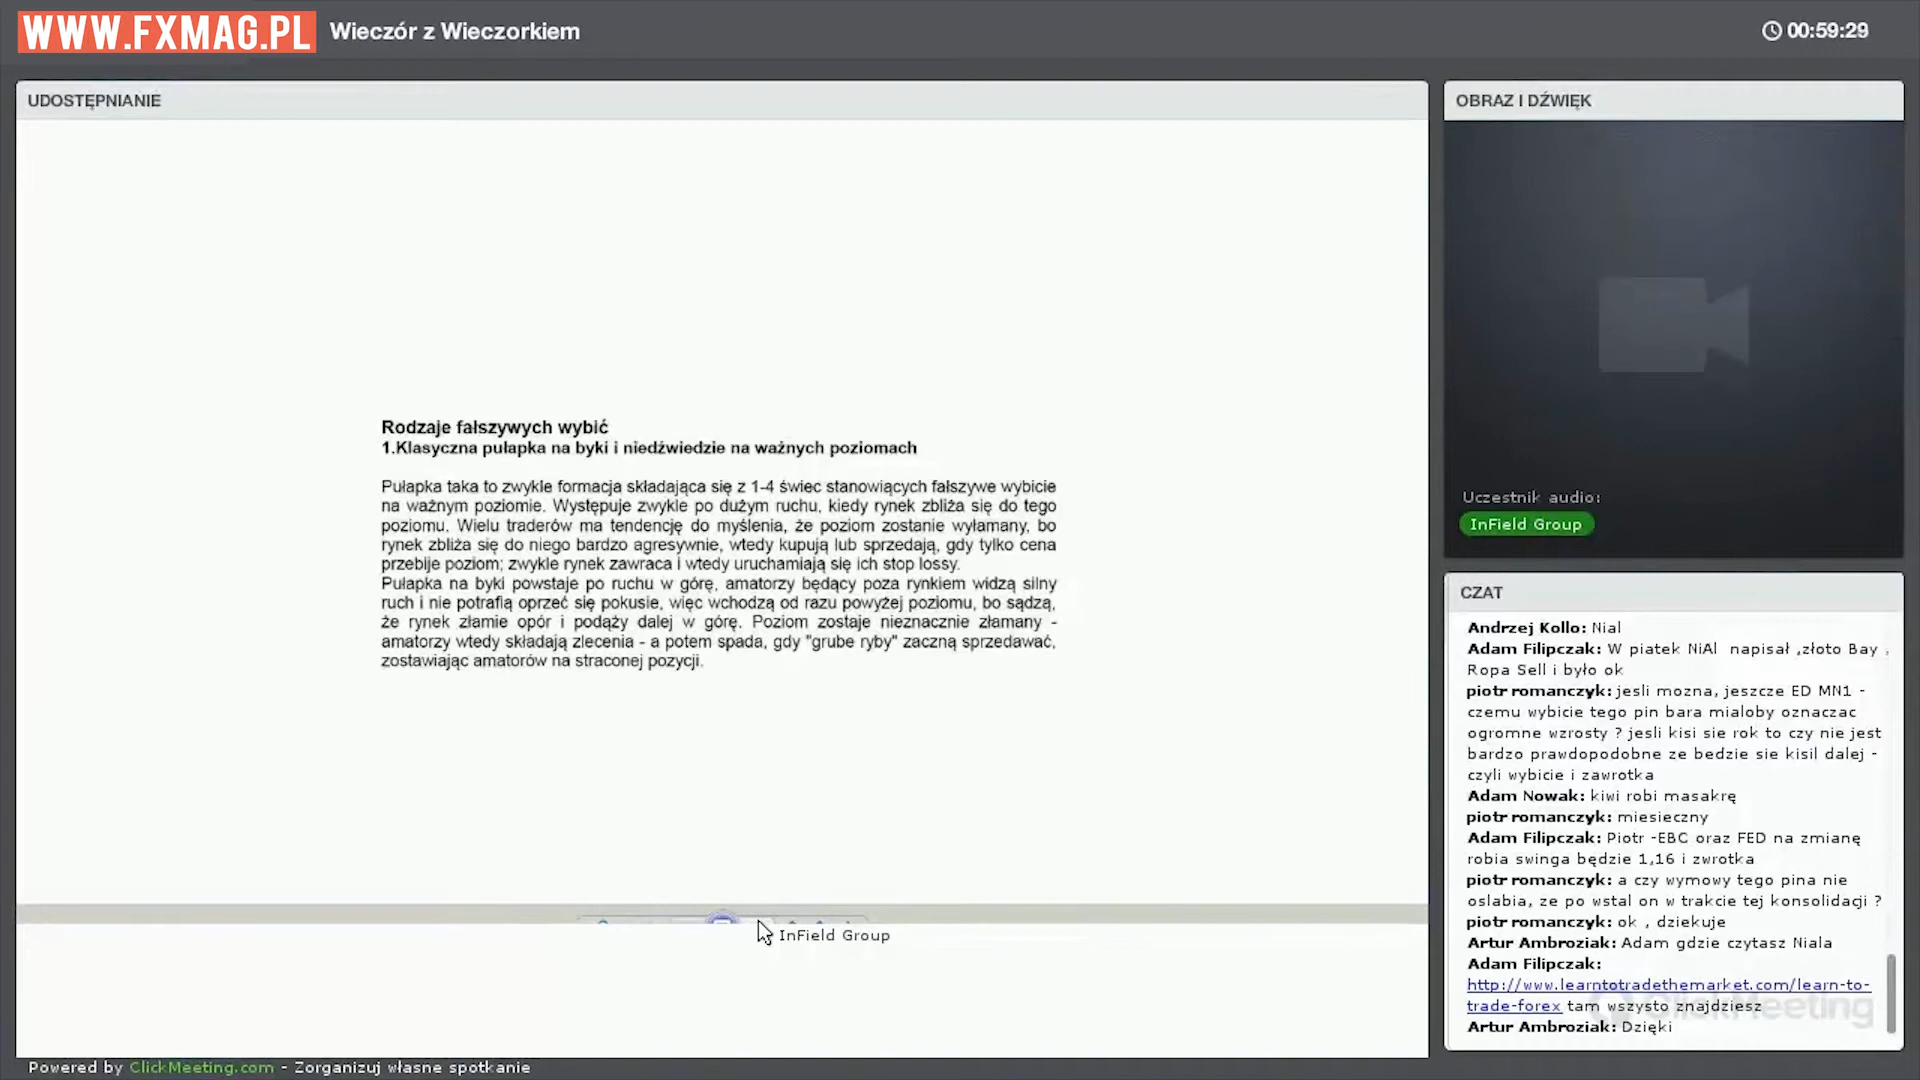 WWW.FXMAG.PL
Wieczór z Wieczorkiem
00:59:29
UDOSTĘPNIANIE
Rodzaje fałszywych wybić
1.Klasyczna pułapka na byki i niedźwiedzie na ważnych poziomach
Pułapka taka to zwykle formacja składająca się z 1-4 świec stanowiących fałszywe wybicie
na ważnym poziomie. Występuje zwykle po dużym ruchu, kiedy rynek zbliża się do tego
poziomu. Wielu traderów ma tendencję do myślenia, że poziom zostanie wyłamany, bo
rynek zbliża się do niego bardzo agresywnie, wtedy kupują lub sprzedają, gdy tylko cena
przebije poziom; zwykle rynek zawraca i wtedy uruchamiają się ich stop lossy.
Pułapka na byki powstaje po ruchu w górę, amatorzy będący poza rynkiem widzą silny
ruch i nie potrafią oprzeć się pokusie, więc wchodzą od razu powyżej poziomu, bo sądzą,
że rynek złamie opór i podąży dalej w górę. Poziom zostaje nieznacznie złamany -
amatorzy wtedy składają zlecenia - a potem spada, gdy "grube ryby" zaczną sprzedawać,
zostawiając amatorów na straconej pozycji.
InField Group
OBRAZ I DŹWIĘK
Uczestnik audio:
InField Group
CZAT
Andrzej Kollo: Nial
Adam Filipczak: W piatek NiAl napisał ,złoto Bay ,
Ropa Sell i było ok
piotr romanczyk: jesli mozna, jeszcze ED MN1 -
czemu wybicie tego pin bara mialoby oznaczac
ogromne wzrosty ? jesli kisi sie rok to czy nie jest
bardzo prawdopodobne ze bedzie sie kisil dalej -
czyli wybicie i zawrotka
Adam Nowak: kiwi robi masakrę
piotr romanczyk: miesieczny
Adam Filipczak: Piotr -EBC oraz FED na zmianę
robia swinga będzie 1,16 i zwrotka
piotr romanczyk: a czy wymowy tego pina nie
oslabia, ze po wstal on w trakcie tej konsolidacji ?
piotr romanczyk: ok , dziekuje
Artur Ambroziak: Adam gdzie czytasz Niala
Adam Filipczak:
http://www.learntotradethemarket.com/learn-to-
trade-forex tam wszysto znajdziesz
Artur Ambroziak: Dzięki
ClickMeeting
Powered by ClickMeeting.com - Zorganizuj własne spotkanie